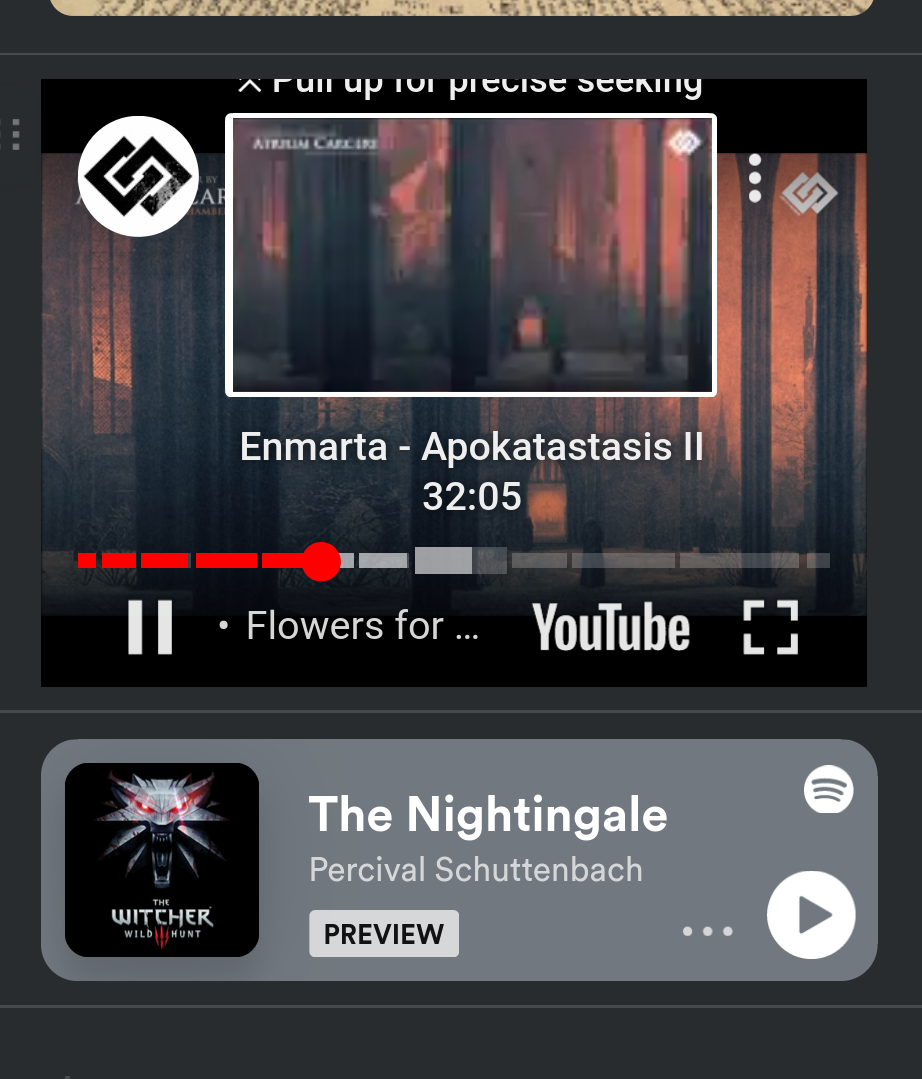 Pull up for precise seeking
ATRIUM CARCERI
Enmarta - Apokatastasis II
32:05
• Flowers for ...
YouTube
The Nightingale
Percival Schuttenbach
THE
WITCHER
WILD HUNT
PREVIEW